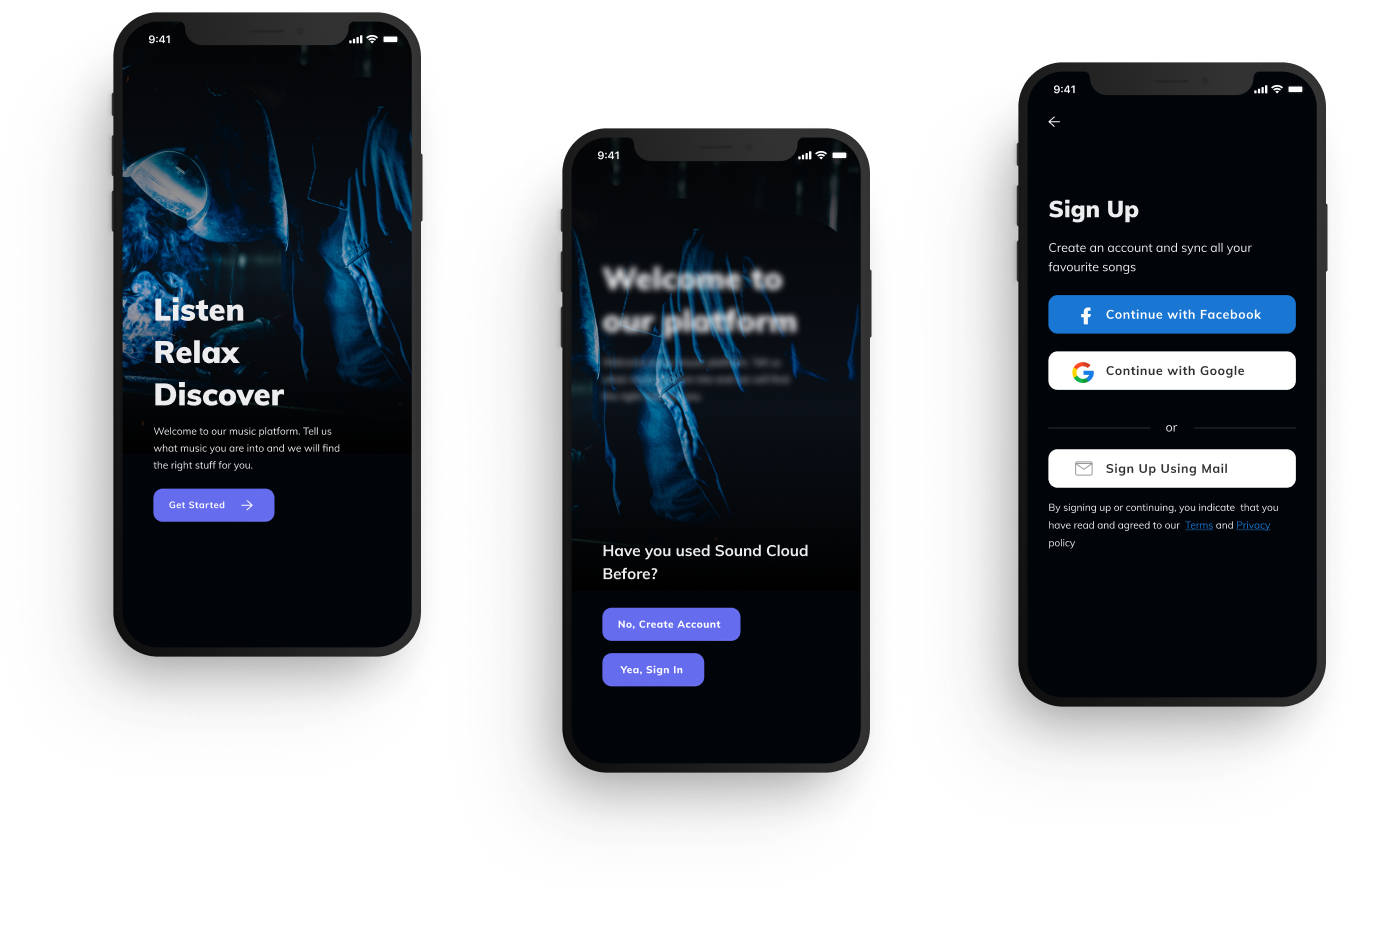 9:41
Listen
Relax
Discover
Welcome to our music platform. Tell us
what music you are into and we will find
the right stuff for you.
Get Started
9:41
Welcome to
our platform
Have you used Sound Cloud
Before?
No, Create Account
Yea, Sign In
9:41
Sign Up
Create an account and sync all your
favourite songs
Continue with Facebook
Continue with Google
or
Sign Up Using Mail
By signing up or continuing, you indicate  that you
have read and agreed to our  Terms and Privacy
policy